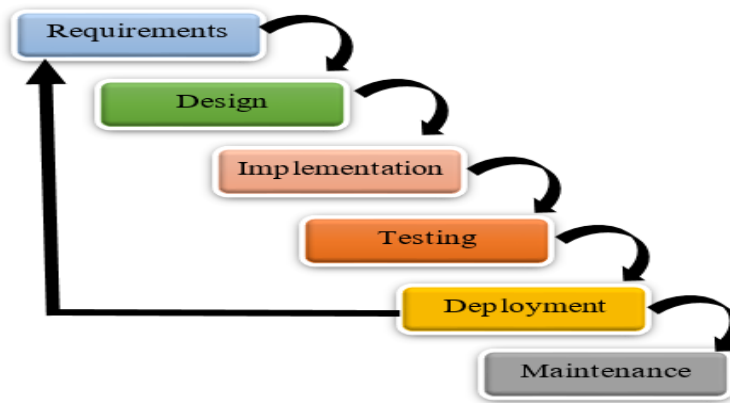 Requirements
Design
Implementation
Testing
Deployment
Maintenance